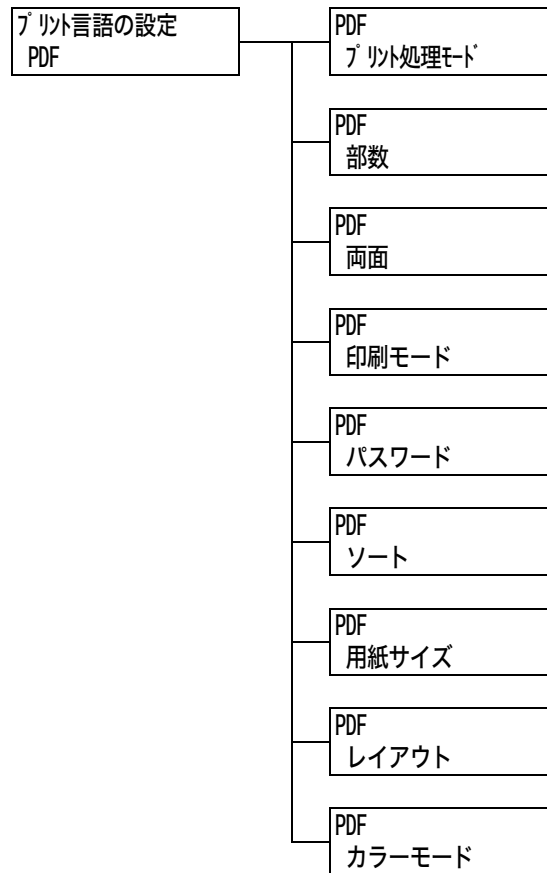 ﾌﾟﾘﾝﾄ言語の設定
PDF
PDF
ﾌﾟﾘﾝﾄ処理ﾓｰﾄﾞ
PDF
部数
PDF
両面
PDF
印刷モード
PDF
パスワード
PDF
ソート
PDF
用紙サイズ
PDF
レイアウト
PDF
カラーモード